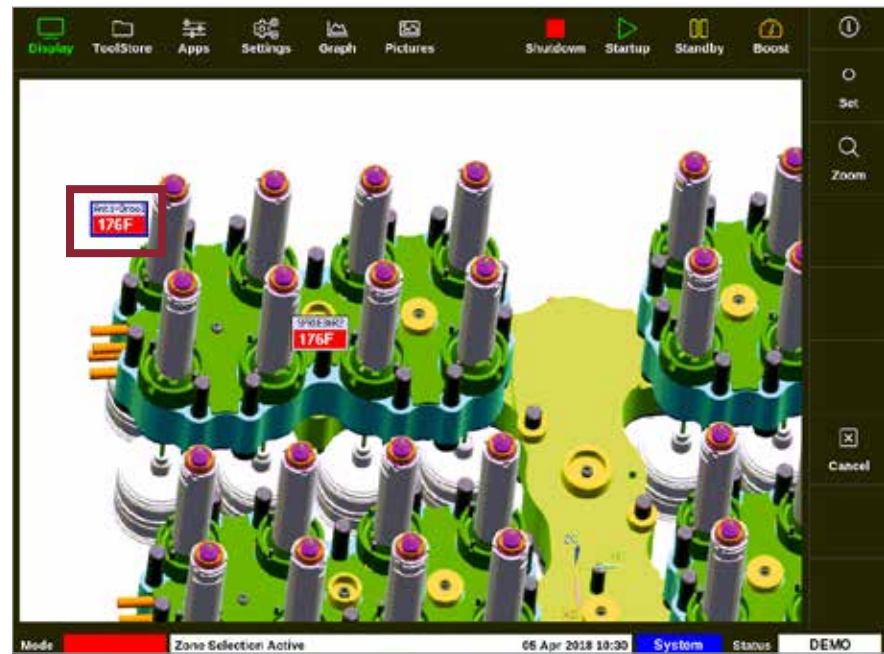 Display ToolStore Apps Settings Graph Pictures Shutdown Startup Standby Boost
Set
Zoom
176F
176F
Cancel
Mode Zone Selection Active 05 Apr 2018 10:30 System Status DEMO